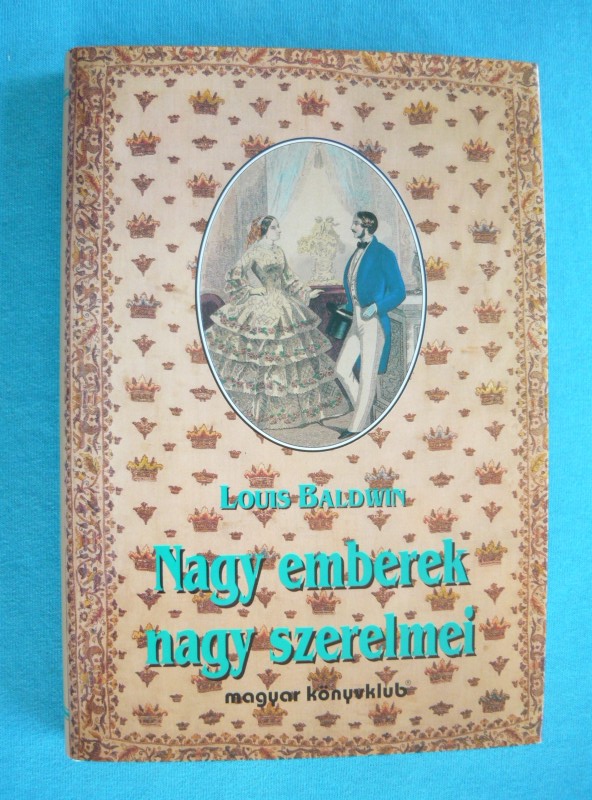 LOUIS BALDWIN
Nagy emberek
nagy szerelmei
magyar könyvklub